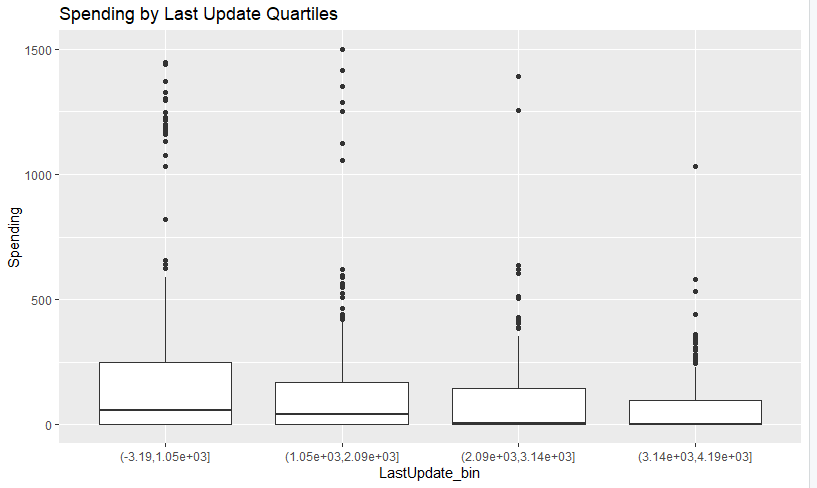 Spending by Last Update Quartiles
1500
1000
500
0
Spending
(-3.19,1.05e+03]
(1.05e+03,2.09e+03]
(2.09e+03,3.14e+03]
(3.14e+03,4.19e+03]
LastUpdate_bin